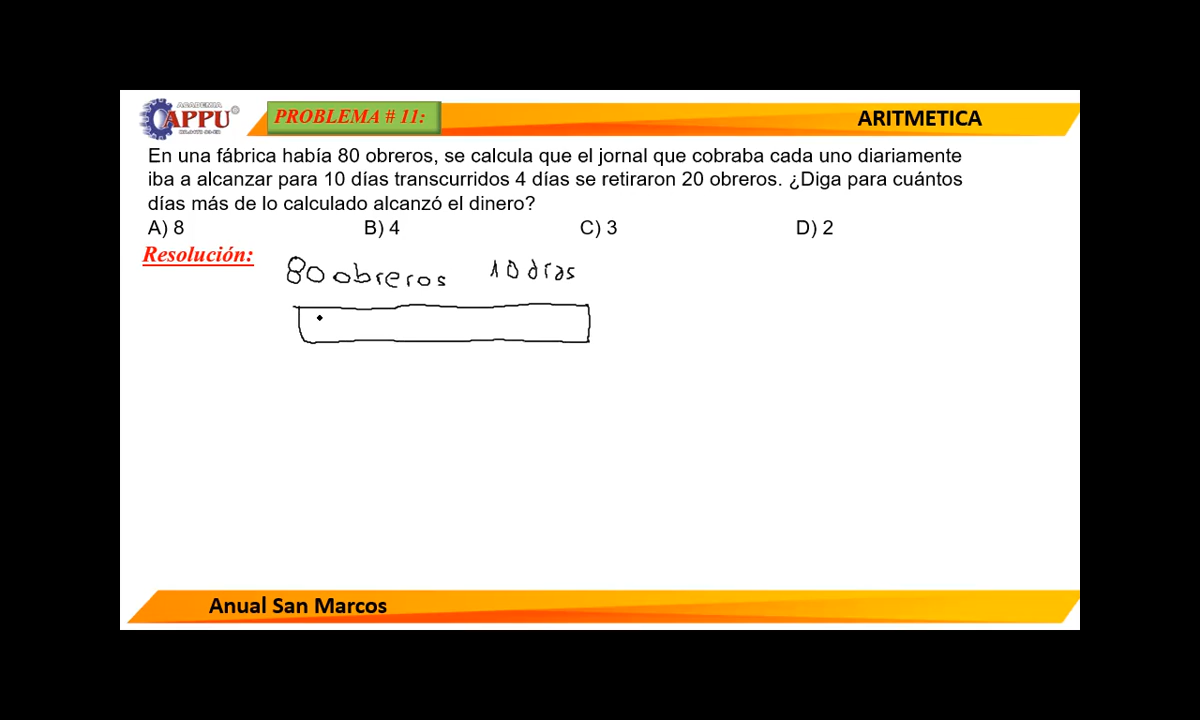 ACADEMIA
APPU
PROBLEMA # 11:
ARITMETICA
En una fábrica había 80 obreros, se calcula que el jornal que cobraba cada uno diariamente
iba a alcanzar para 10 días transcurridos 4 días se retiraron 20 obreros. ¿Diga para cuántos
días más de lo calculado alcanzó el dinero?
A) 8 B) 4 C) 3 D) 2
Resolución:
80 obreros 10 días
Anual San Marcos